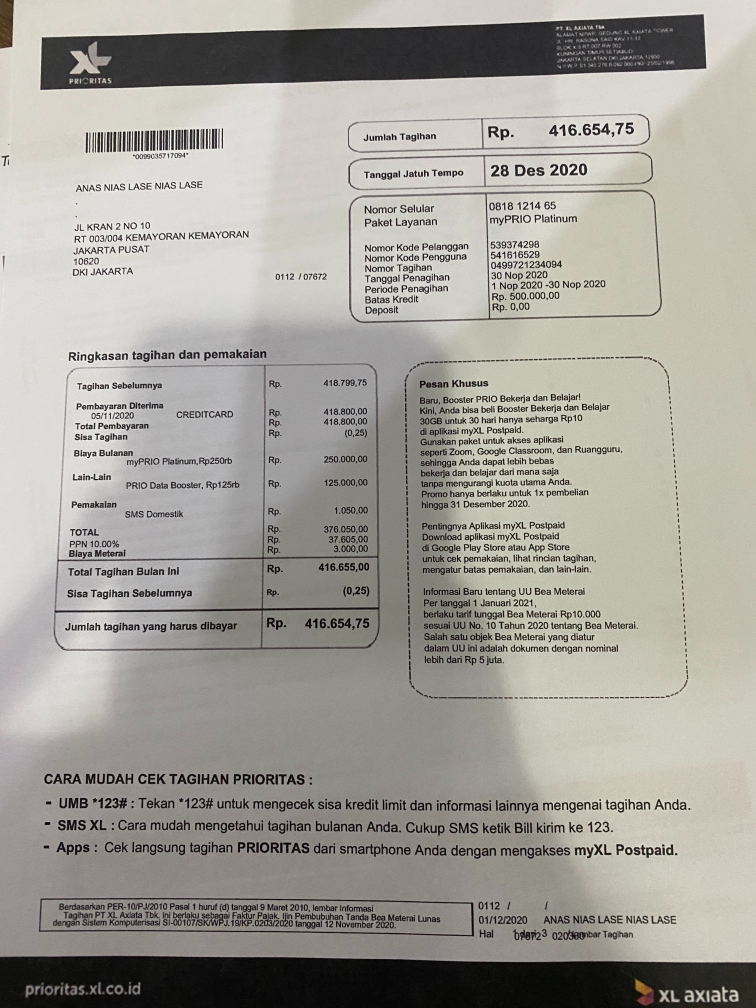 XL
PRIORITAS
PT. XL AXIATA Tbk
*0099035717094*
Jumlah Tagihan Rp. 416.654,75
Tanggal Jatuh Tempo 28 Des 2020
ANAS NIAS LASE NIAS LASE
.
.
JL KRAN 2 NO 10
RT 003/004 KEMAYORAN KEMAYORAN
JAKARTA PUSAT
10620
DKI JAKARTA
0112 / 07672
Nomor Selular 0818 1214 65
Paket Layanan myPRIO Platinum
Nomor Kode Pelanggan 539374298
Nomor Kode Pengguna 541616529
Nomor Tagihan 0499721234094
Tanggal Penagihan 30 Nop 2020
Periode Penagihan 1 Nop 2020 -30 Nop 2020
Batas Kredit Rp. 500.000,00
Deposit Rp. 0,00
Ringkasan tagihan dan pemakaian
Tagihan Sebelumnya Rp. 418.799,75
Pembayaran Diterima
05/11/2020 CREDITCARD Rp. 418.800,00
Total Pembayaran Rp. 418.800,00
Sisa Tagihan Rp. (0,25)
Biaya Bulanan
myPRIO Platinum,Rp250rb Rp. 250.000,00
Lain-Lain
PRIO Data Booster, Rp125rb Rp. 125.000,00
Pemakaian
SMS Domestik Rp. 1.050,00
TOTAL Rp. 376.050,00
PPN 10.00% Rp. 37.605,00
Biaya Meterai Rp. 3.000,00
Total Tagihan Bulan Ini Rp. 416.655,00
Sisa Tagihan Sebelumnya Rp. (0,25)
Jumlah tagihan yang harus dibayar Rp. 416.654,75
Pesan Khusus
Baru, Booster PRIO Bekerja dan Belajar!
Kini, Anda bisa beli Booster Bekerja dan Belajar
30GB untuk 30 hari hanya seharga Rp10
di aplikasi myXL Postpaid.
Gunakan paket untuk akses aplikasi
seperti Zoom, Google Classroom, dan Ruangguru,
sehingga Anda dapat lebih bebas
bekerja dan belajar dari mana saja
tanpa mengurangi kuota utama Anda.
Promo hanya berlaku untuk 1x pembelian
hingga 31 Desember 2020.
Pentingnya Aplikasi myXL Postpaid
Download aplikasi myXL Postpaid
di Google Play Store atau App Store
untuk cek pemakaian, lihat rincian tagihan,
mengatur batas pemakaian, dan lain-lain.
Informasi Baru tentang UU Bea Meterai
Per tanggal 1 Januari 2021,
berlaku tarif tunggal Bea Meterai Rp10.000
sesuai UU No. 10 Tahun 2020 tentang Bea Meterai.
Salah satu objek Bea Meterai yang diatur
dalam UU ini adalah dokumen dengan nominal
lebih dari Rp 5 juta.
CARA MUDAH CEK TAGIHAN PRIORITAS :
- UMB *123# : Tekan *123# untuk mengecek sisa kredit limit dan informasi lainnya mengenai tagihan Anda.
- SMS XL : Cara mudah mengetahui tagihan bulanan Anda. Cukup SMS ketik Bill kirim ke 123.
- Apps : Cek langsung tagihan PRIORITAS dari smartphone Anda dengan mengakses myXL Postpaid.
Berdasarkan PER-10/PJ/2010 Pasal 1 huruf (d) tanggal 9 Maret 2010, lembar Informasi
Tagihan PT XL Axiata Tbk. ini berlaku sebagai Faktur Pajak. Ijin Pembubuhan Tanda Bea Meterai Lunas
dengan Sistem Komputerisasi SI-00107/SK/WPJ.19/KP.0203/2020 tanggal 12 November 2020.
0112 / /
01/12/2020 ANAS NIAS LASE NIAS LASE
Hal Lembar Tagihan
prioritas.xl.co.id
XL axiata